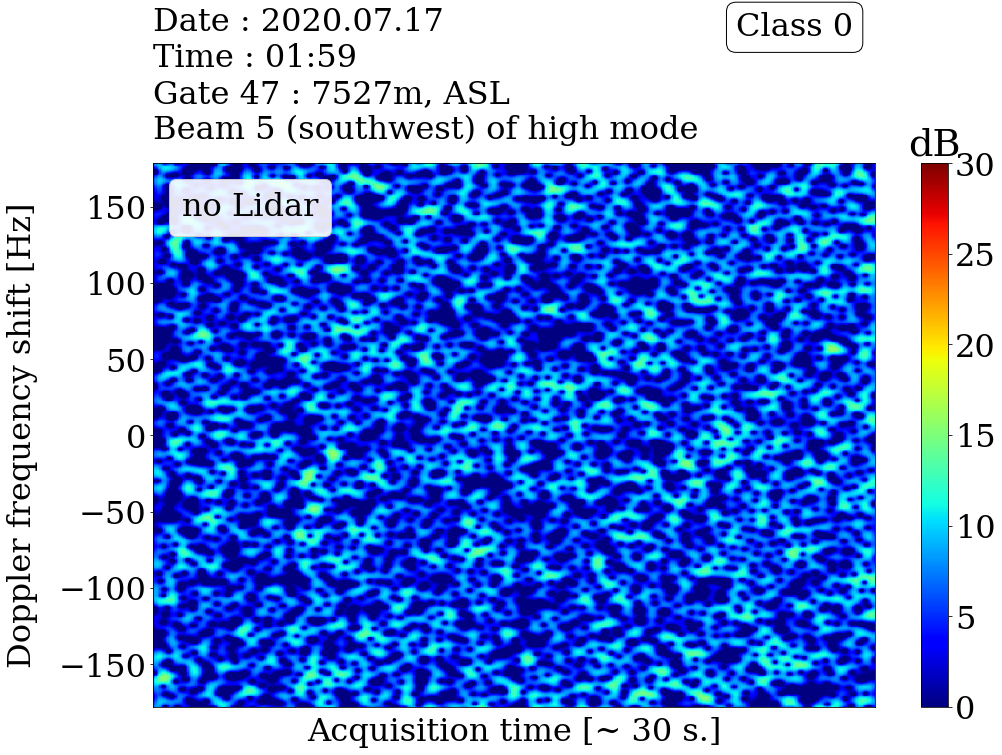 Date : 2020.07.17
Time : 01:59
Gate 47 : 7527m, ASL
Beam 5 (southwest) of high mode
Class 0
dB
no Lidar
Doppler frequency shift [Hz]
150
100
50
0
−50
−100
−150
30
25
20
15
10
5
0
Acquisition time [~ 30 s.]